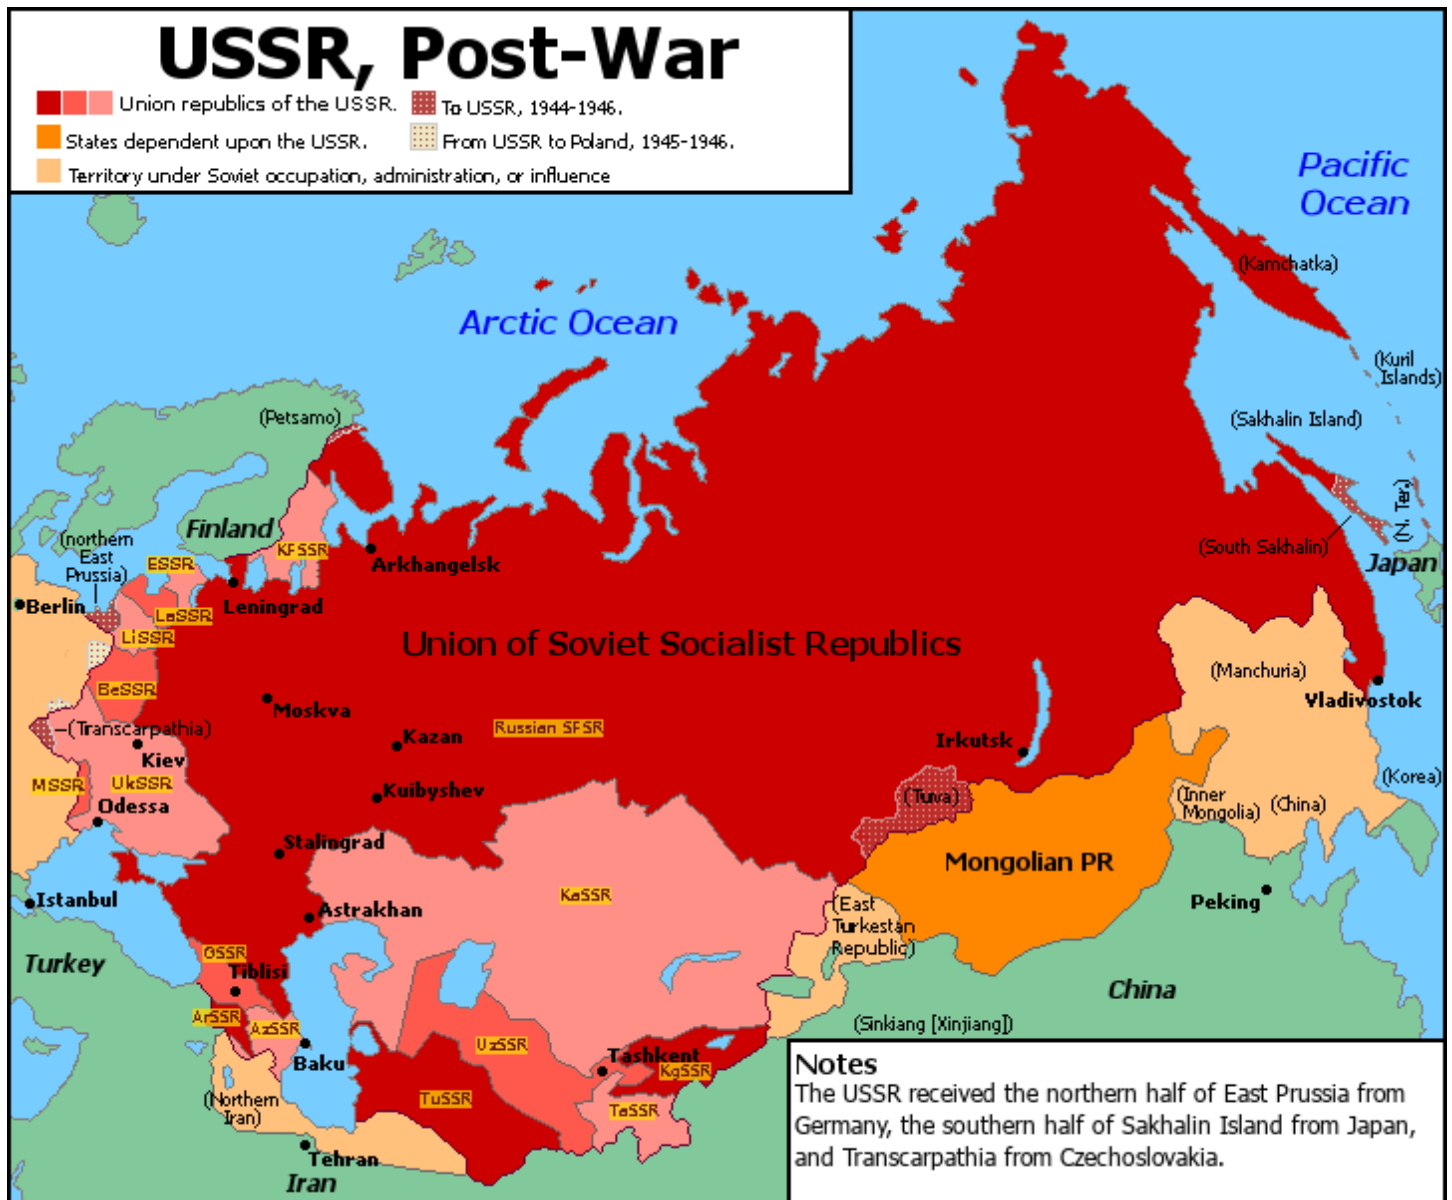 USSR, Post-War
Union republics of the USSR.
To USSR, 1944-1946.
States dependent upon the USSR.
From USSR to Poland, 1945-1946.
Territory under Soviet occupation, administration, or influence
Pacific
Ocean
(Kamchatka)
Arctic Ocean
(Kuril
Islands)
(Petsamo)
(Sakhalin Island)
(N. Ter.)
Finland
(northern
East
Prussia)
KFSSR
ESSR
Arkhangelsk
(South Sakhalin)
Japan
Berlin
Leningrad
LaSSR
LiSSR
Union of Soviet Socialist Republics
(Manchuria)
BeSSR
Moskva
Vladivostok
(Transcarpathia)
Russian SFSR
Kazan
Irkutsk
Kiev
MSSR
UkSSR
Kuibyshev
(Tuva)
(Inner
Mongolia)
(China)
(Korea)
Odessa
Stalingrad
Mongolian PR
KaSSR
Istanbul
Astrakhan
(East
Turkestan
Republic)
Peking
GSSR
Turkey
Tiblisi
China
ArSSR
AzSSR
(Sinkiang [Xinjiang])
UzSSR
Baku
Tashkent
KgSSR
(Northern
Iran)
TuSSR
TaSSR
Tehran
Iran
Notes
The USSR received the northern half of East Prussia from
Germany, the southern half of Sakhalin Island from Japan,
and Transcarpathia from Czechoslovakia.